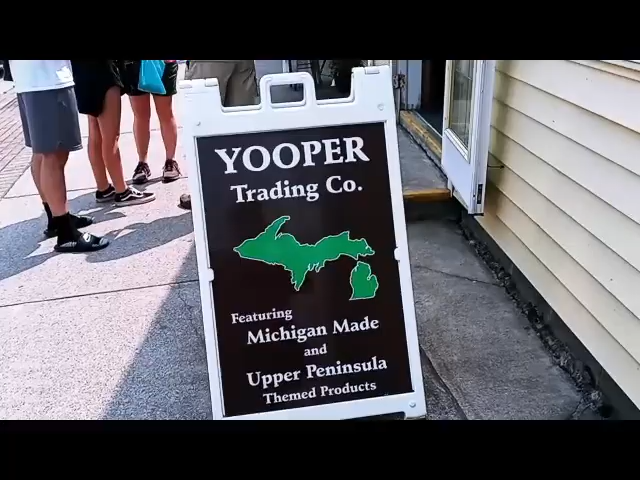 YOOPER
Trading Co.
Featuring
Michigan Made
and
Upper Peninsula
Themed Products